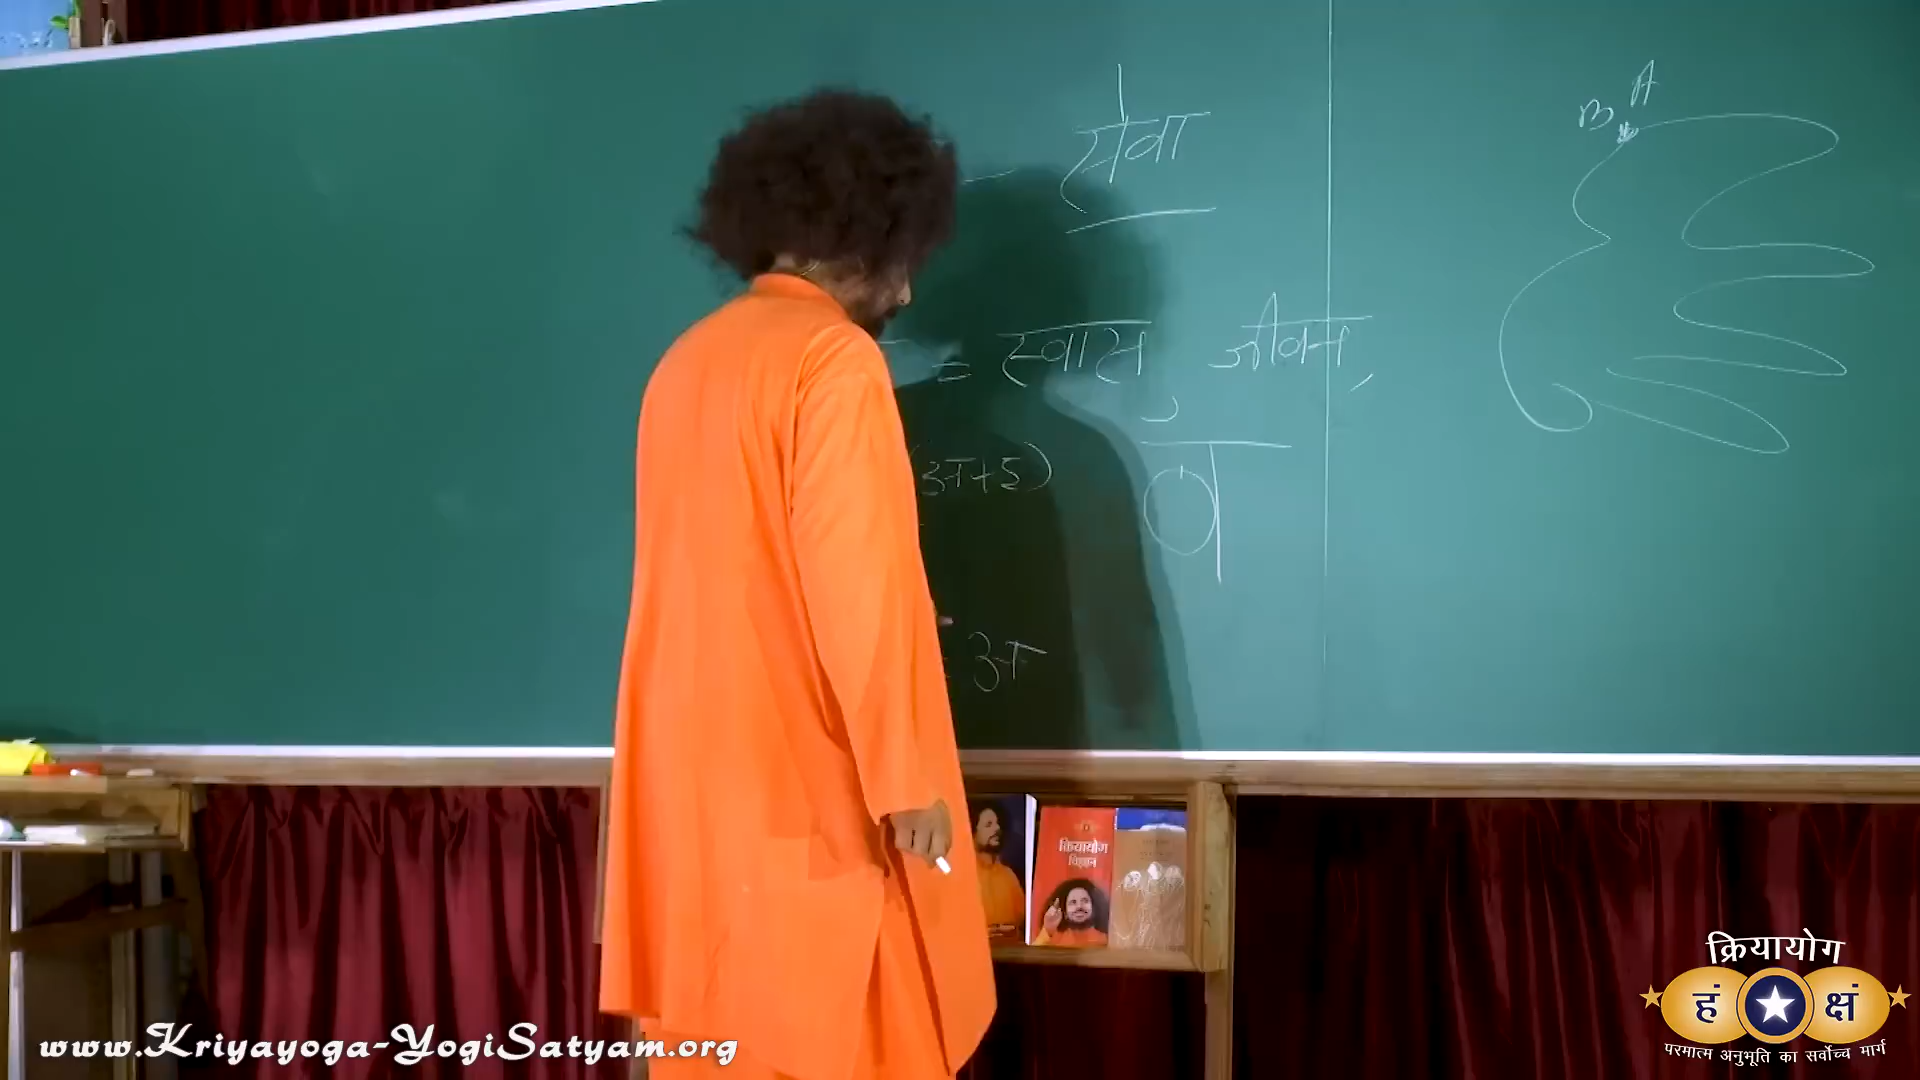 B A
सेवा
= स्वास जीवन,
(अ+इ)
व
अ
क्रियायोग
विज्ञान
क्रियायोग
हं क्षं
परमात्म अनुभूति का सर्वोच्च मार्ग
www.Kriyayoga-YogiSatyam.org